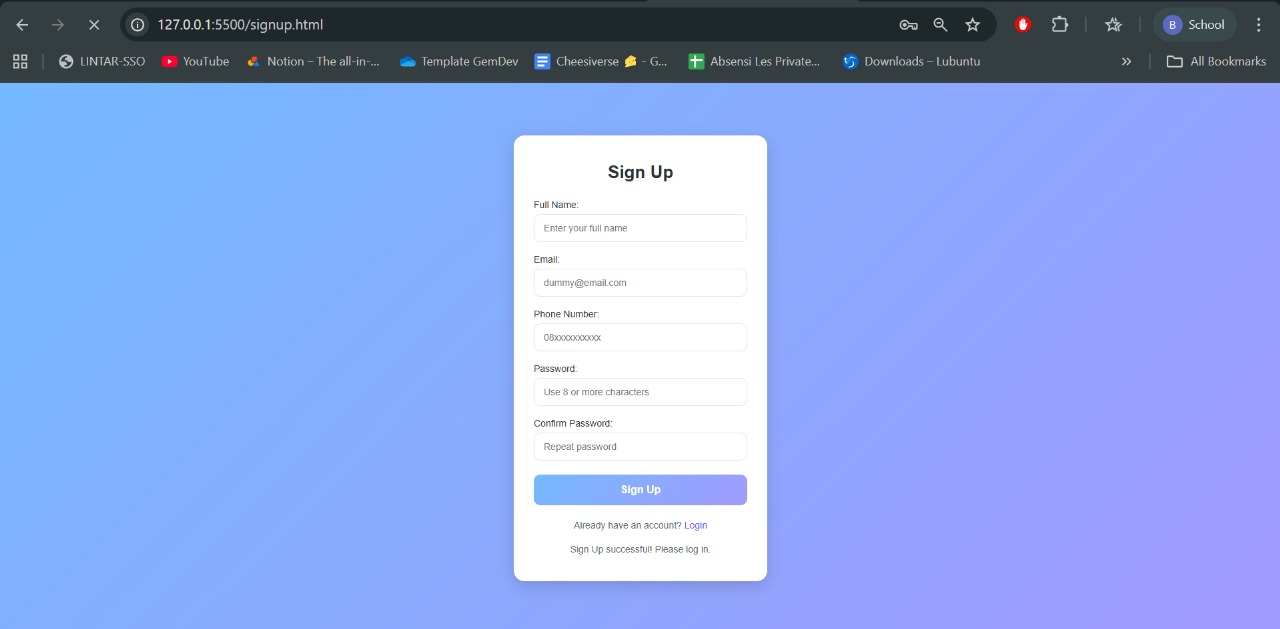 127.0.0.1:5500/signup.html
B School
LINTAR-SSO YouTube Notion – The all-in-... Template GemDev Cheesiverse 🧀 - G... Absensi Les Private... Downloads – Lubuntu » All Bookmarks
Sign Up
Full Name:
Enter your full name
Email:
dummy@email.com
Phone Number:
08xxxxxxxxxx
Password:
Use 8 or more characters
Confirm Password:
Repeat password
Sign Up
Already have an account? Login
Sign Up successful! Please log in.